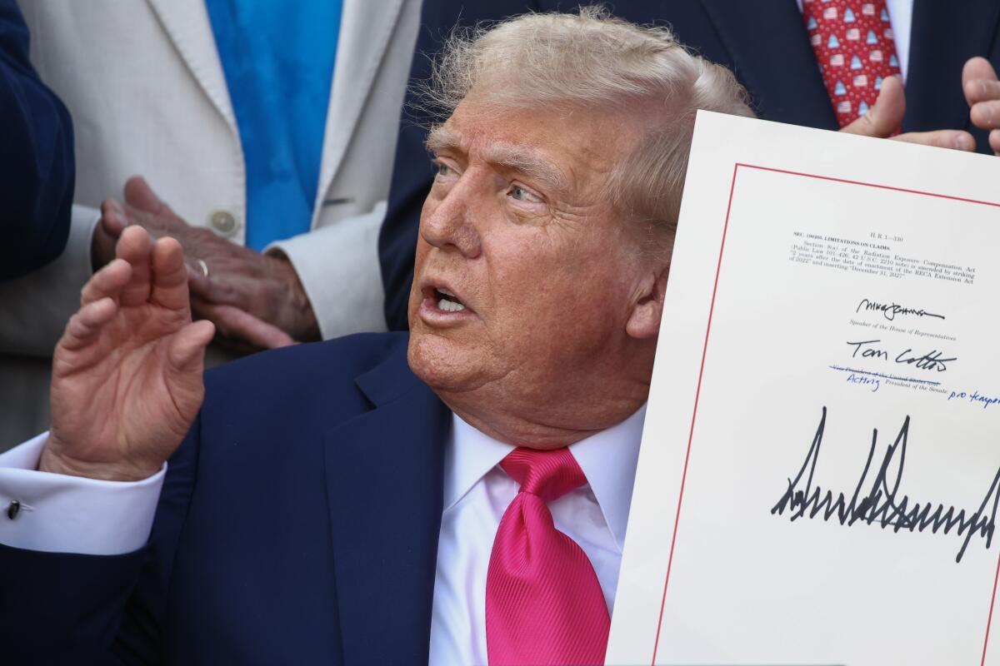 H. R. 1—330
SEC. 100205. LIMITATIONS ON CLAIMS.
Section 8(a) of the Radiation Exposure Compensation Act
(Public Law 101–426; 42 U.S.C. 2210 note) is amended by striking
"2 years after the date of enactment of the RECA Extension Act
of 2022" and inserting "December 31, 2027".
Mike Johnson
Speaker of the House of Representatives.
Tom Cotton
Vice President of the United States and
Acting President of the Senate pro tempor